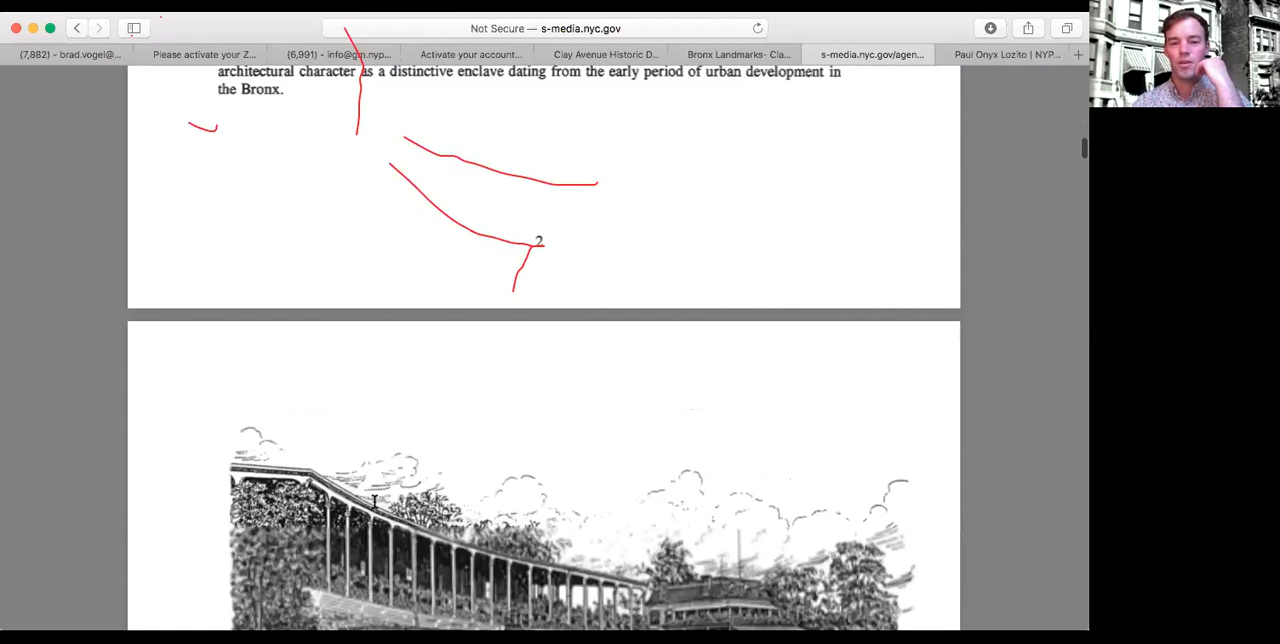 Not Secure — s-media.nyc.gov
(7,882) - brad.vogel@...
Please activate your Z...
(6,991) - info@gm.nyp...
Activate your account...
Clay Avenue Historic D...
Bronx Landmarks- Cla...
s-media.nyc.gov/agen...
Paul Onyx Lozito | NYP...
architectural character as a distinctive enclave dating from the early period of urban development in
the Bronx.
2